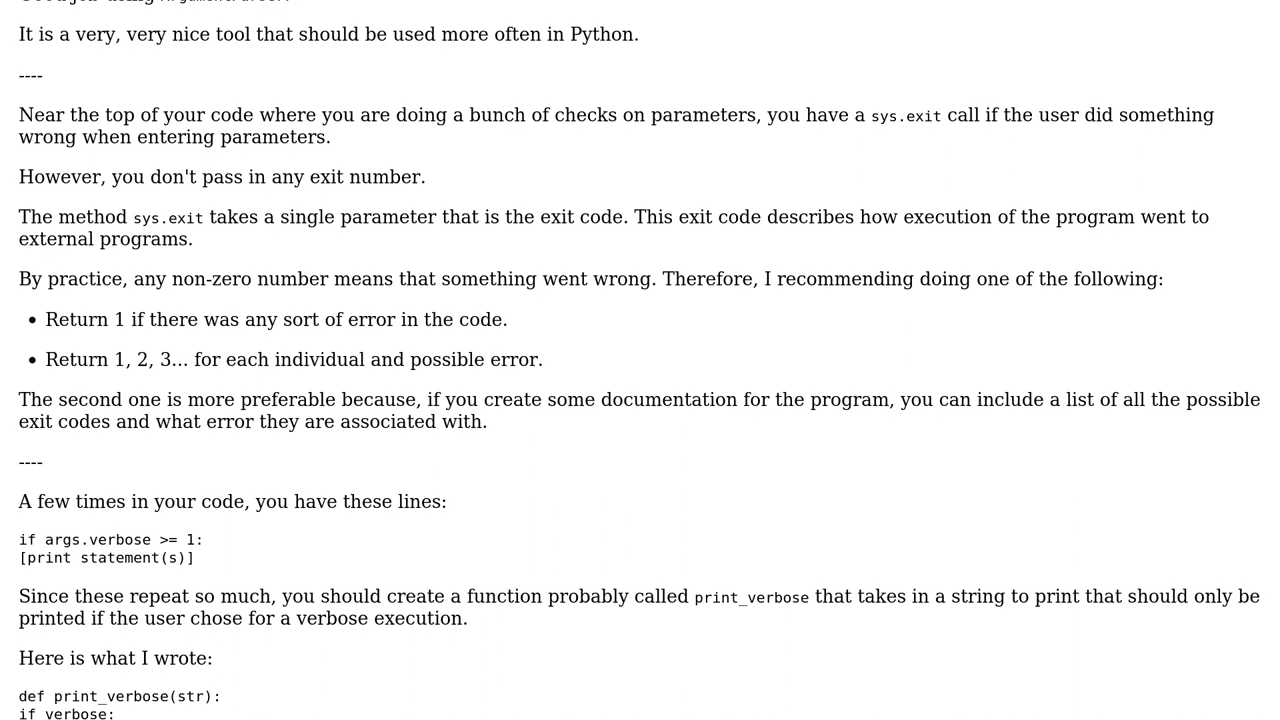 It is a very, very nice tool that should be used more often in Python.
----
Near the top of your code where you are doing a bunch of checks on parameters, you have a sys.exit call if the user did something
wrong when entering parameters.
However, you don't pass in any exit number.
The method sys.exit takes a single parameter that is the exit code. This exit code describes how execution of the program went to
external programs.
By practice, any non-zero number means that something went wrong. Therefore, I recommending doing one of the following:
• Return 1 if there was any sort of error in the code.
• Return 1, 2, 3... for each individual and possible error.
The second one is more preferable because, if you create some documentation for the program, you can include a list of all the possible
exit codes and what error they are associated with.
----
A few times in your code, you have these lines:
if args.verbose >= 1:
[print statement(s)]
Since these repeat so much, you should create a function probably called print_verbose that takes in a string to print that should only be
printed if the user chose for a verbose execution.
Here is what I wrote:
def print_verbose(str):
if verbose: